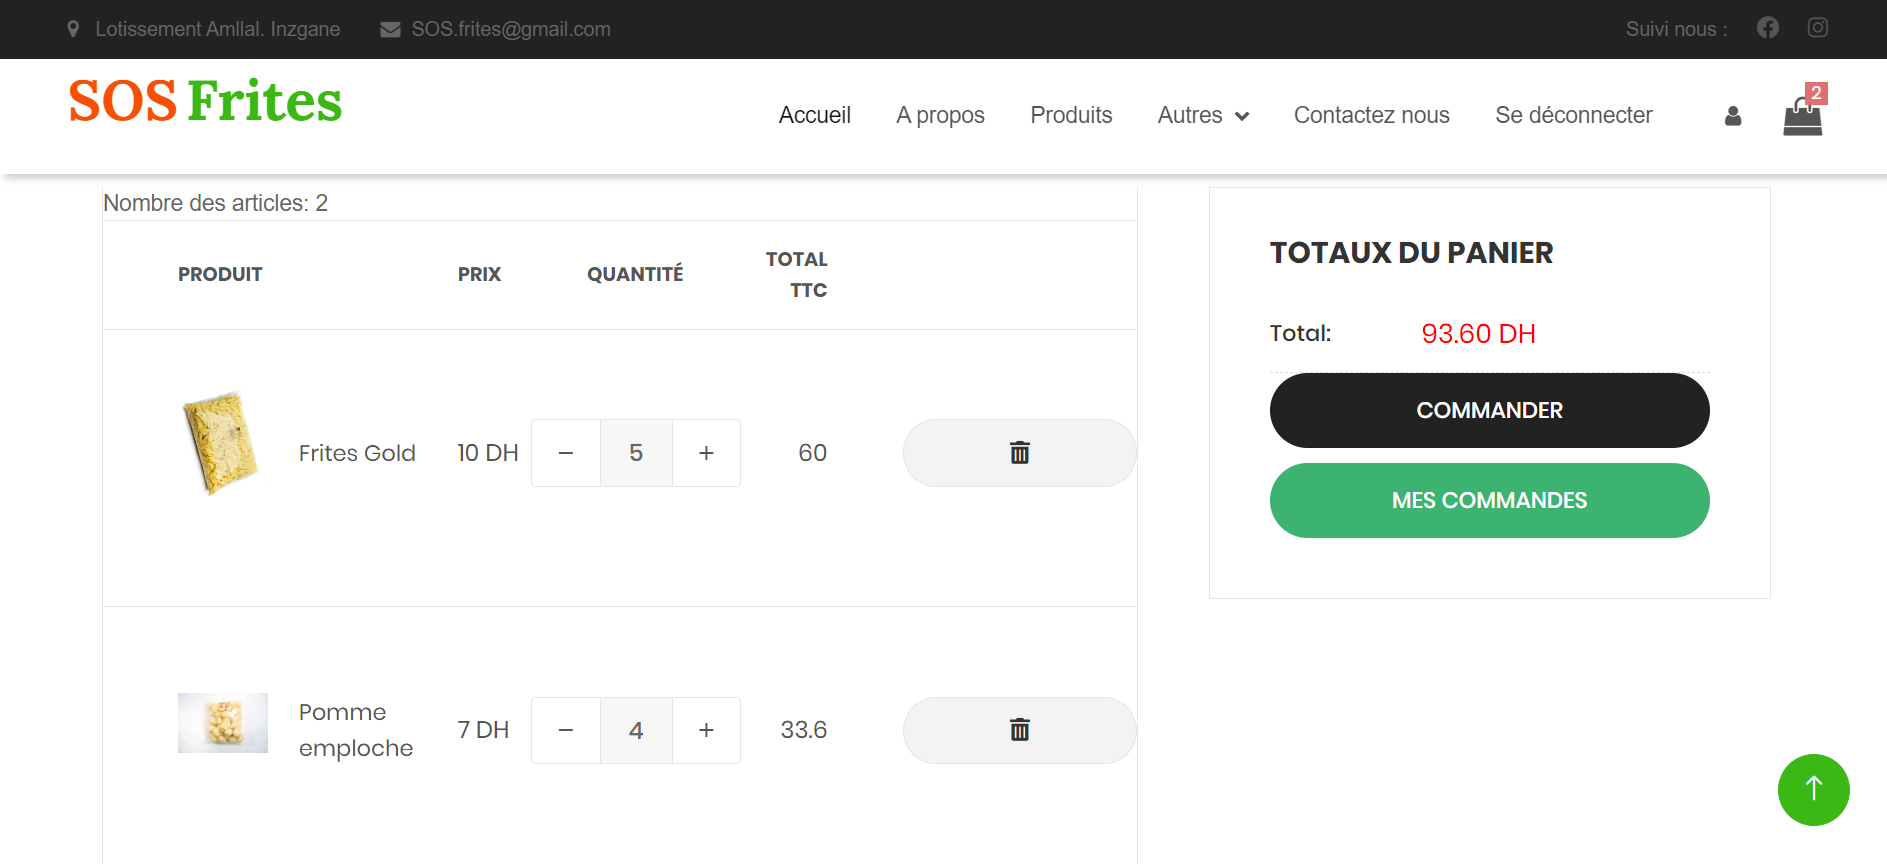 Lotissement Amllal. Inzgane SOS.frites@gmail.com Suivi nous :
SOS Frites
Accueil A propos Produits Autres Contactez nous Se déconnecter 2
Nombre des articles: 2
PRODUIT PRIX QUANTITÉ TOTAL
TTC
Frites Gold 10 DH − 5 + 60
Pomme
emploche 7 DH − 4 + 33.6
TOTAUX DU PANIER
Total: 93.60 DH
COMMANDER
MES COMMANDES